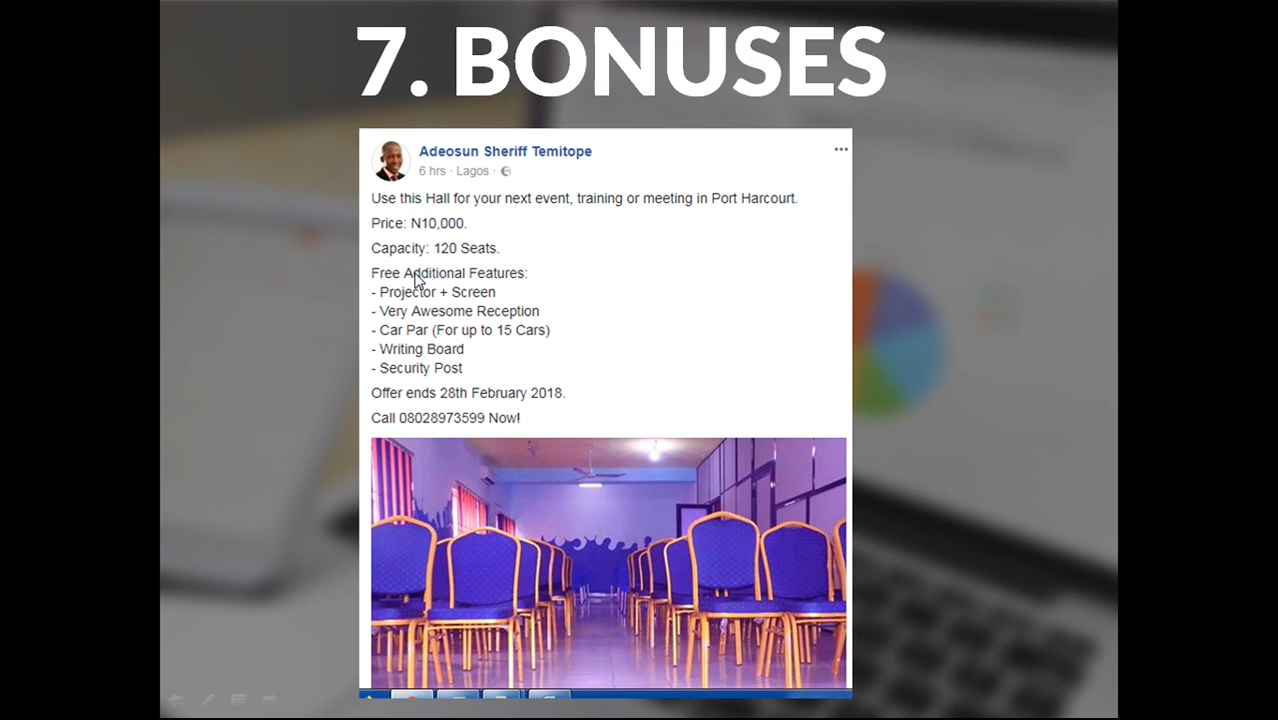 7. BONUSES
Adeosun Sheriff Temitope
6 hrs · Lagos ·
Use this Hall for your next event, training or meeting in Port Harcourt.
Price: N10,000.
Capacity: 120 Seats.
Free Additional Features:
- Projector + Screen
- Very Awesome Reception
- Car Par (For up to 15 Cars)
- Writing Board
- Security Post
Offer ends 28th February 2018.
Call 08028973599 Now!